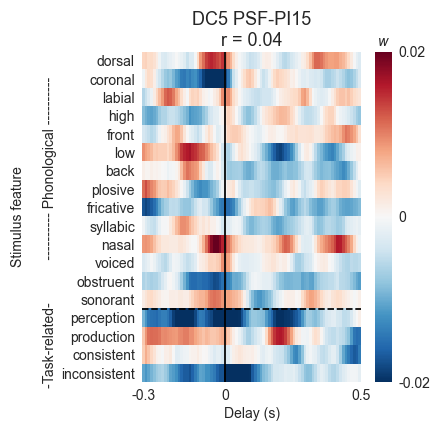 DC5 PSF-PI15
r = 0.04
w
dorsal
coronal
labial
high
front
low
back
plosive
fricative
syllabic
nasal
voiced
obstruent
sonorant
perception
production
consistent
inconsistent
Stimulus feature
---------- Phonological ----------
-Task-related-
0.02
0
-0.02
-0.3 0 0.5
Delay (s)